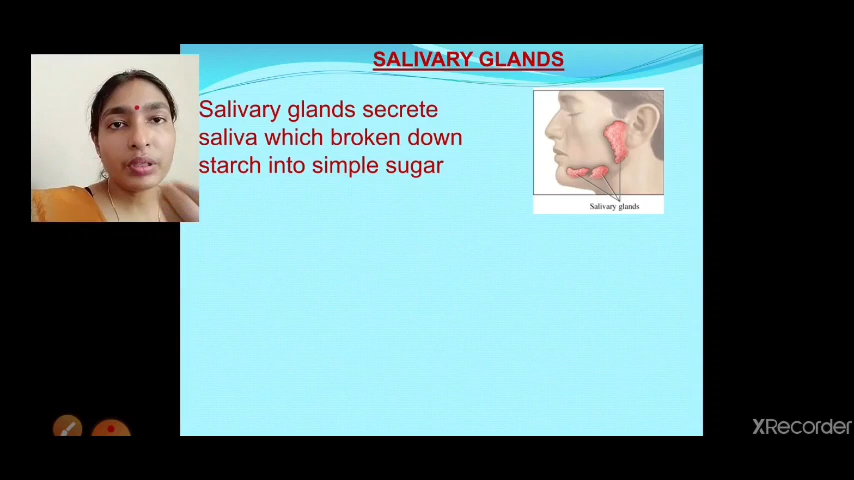 SALIVARY GLANDS
Salivary glands secrete
saliva which broken down
starch into simple sugar
Salivary glands
XRecorder